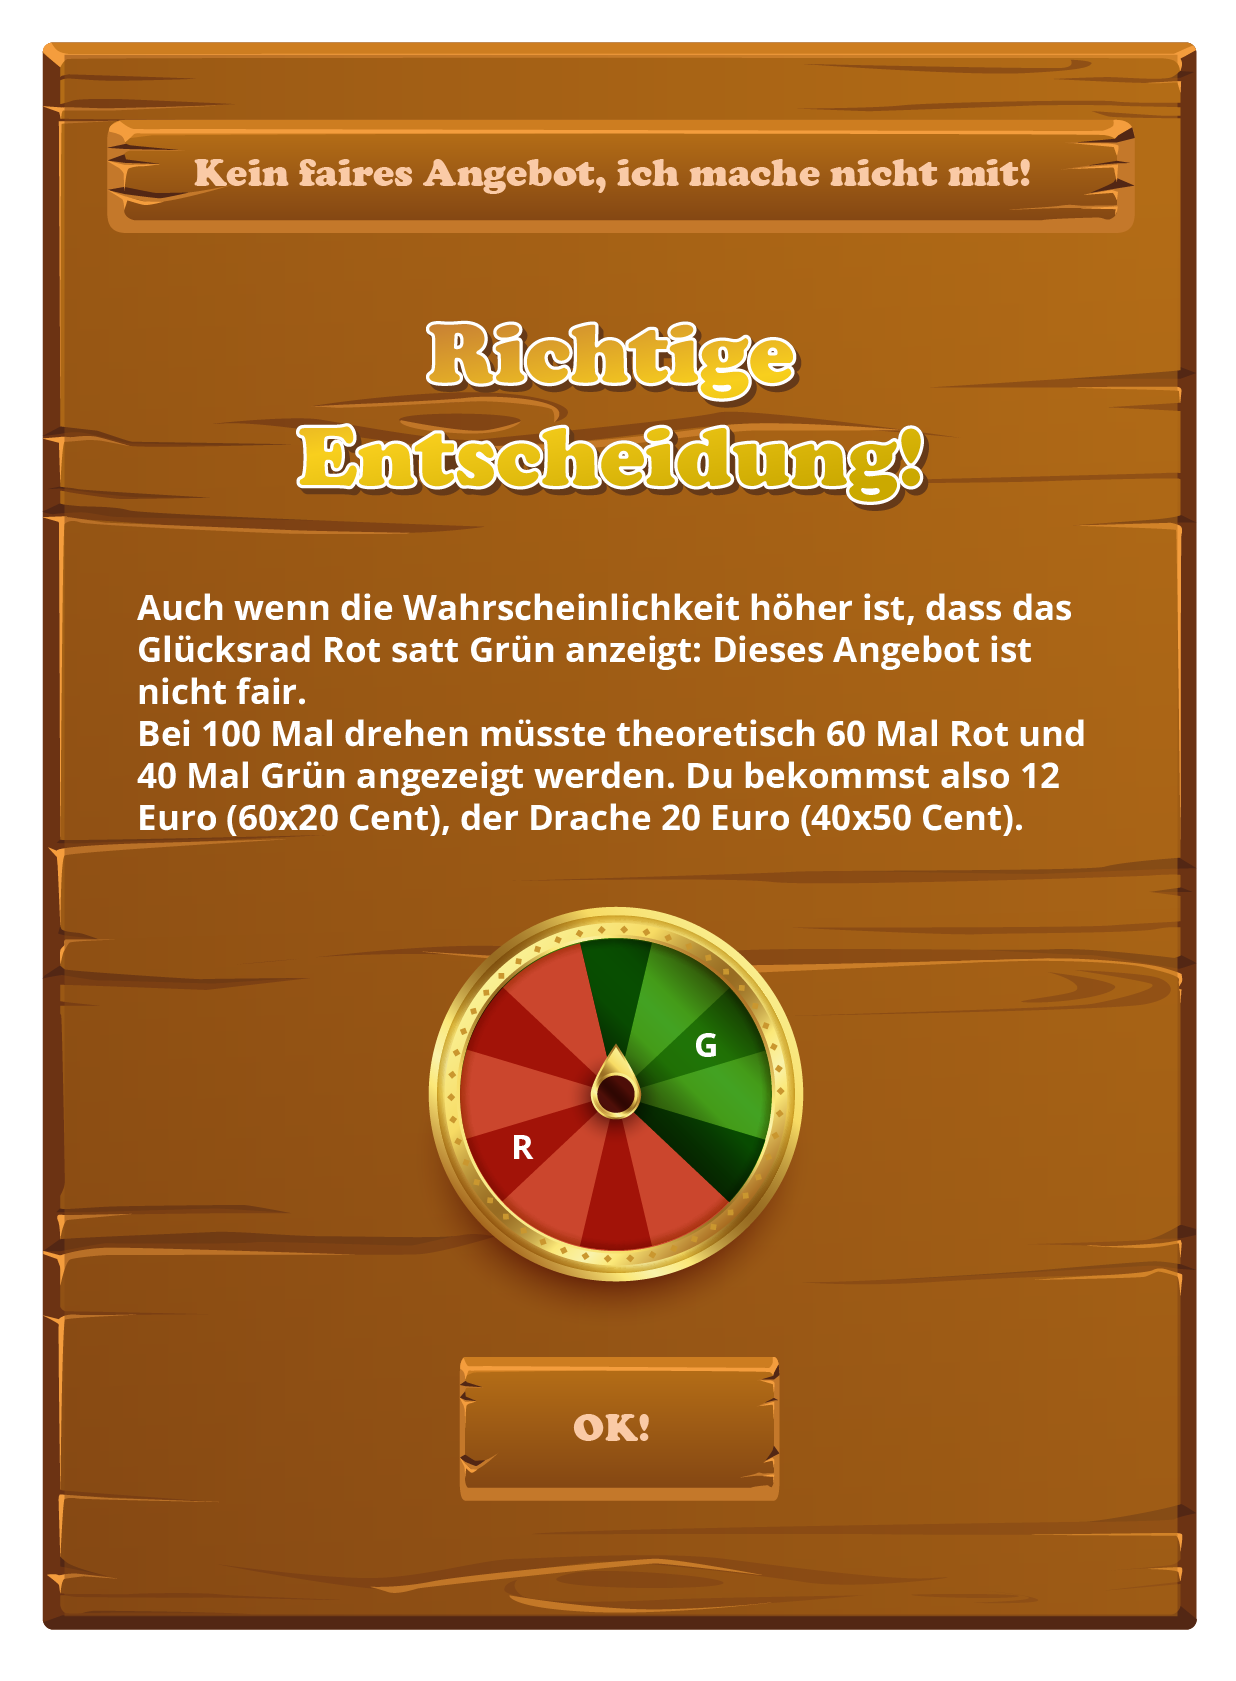 Kein faires Angebot, ich mache nicht mit!
Richtige
Entscheidung!
Auch wenn die Wahrscheinlichkeit höher ist, dass das
Glücksrad Rot satt Grün anzeigt: Dieses Angebot ist
nicht fair.
Bei 100 Mal drehen müsste theoretisch 60 Mal Rot und
40 Mal Grün angezeigt werden. Du bekommst also 12
Euro (60x20 Cent), der Drache 20 Euro (40x50 Cent).
G
R
OK!